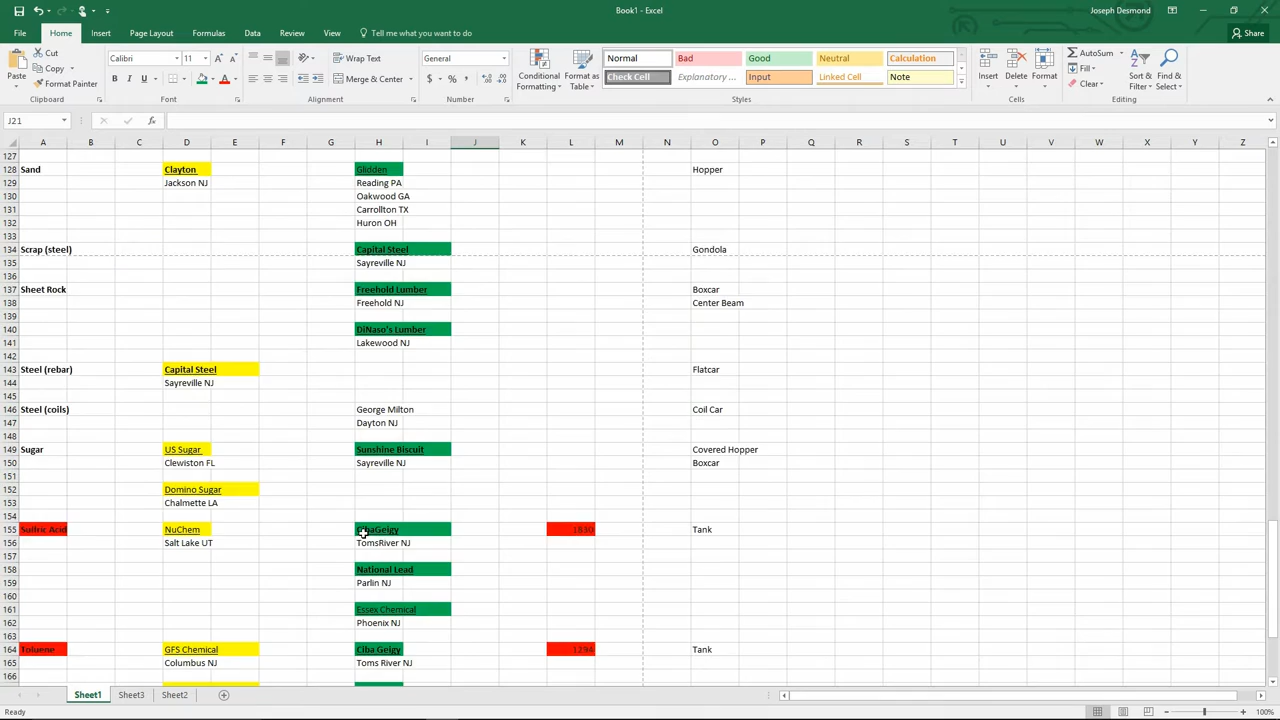 Book1 - Excel
Joseph Desmond
File Home Insert Page Layout Formulas Data Review View Tell me what you want to do
Share
Paste Cut Copy Format Painter
Clipboard
Calibri 11
B I U
Font
Wrap Text
Merge & Center
Alignment
General
$ % ,
Number
Conditional Formatting Format as Table
Normal Bad Good Neutral Calculation
Check Cell Explanatory ... Input Linked Cell Note
Styles
Insert Delete Format
Cells
AutoSum
Fill
Clear
Sort & Filter Find & Select
Editing
J21 fx
A B C D E F G H I J K L M N O P Q R S T U V W X Y Z
127
128 Sand Clayton Glidden Hopper
129 Jackson NJ Reading PA
130 Oakwood GA
131 Carrollton TX
132 Huron OH
133
134 Scrap (steel) Capital Steel Gondola
135 Sayreville NJ
136
137 Sheet Rock Freehold Lumber Boxcar
138 Freehold NJ Center Beam
139
140 DiNaso's Lumber
141 Lakewood NJ
142
143 Steel (rebar) Capital Steel Flatcar
144 Sayreville NJ
145
146 Steel (coils) George Milton Coil Car
147 Dayton NJ
148
149 Sugar US Sugar Sunshine Biscuit Covered Hopper
150 Clewiston FL Sayreville NJ Boxcar
151
152 Domino Sugar
153 Chalmette LA
154
155 Sulfric Acid NuChem CibaGeigy 1830 Tank
156 Salt Lake UT TomsRiver NJ
157
158 National Lead
159 Parlin NJ
160
161 Essex Chemical
162 Phoenix NJ
163
164 Toluene GFS Chemical Ciba Geigy 1294 Tank
165 Columbus NJ Toms River NJ
166
Sheet1 Sheet3 Sheet2
Ready 100%